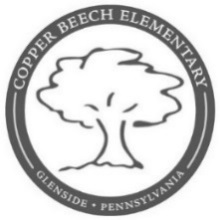 COPPER BEECH ELEMENTARY
GLENSIDE • PENNSYLVANIA